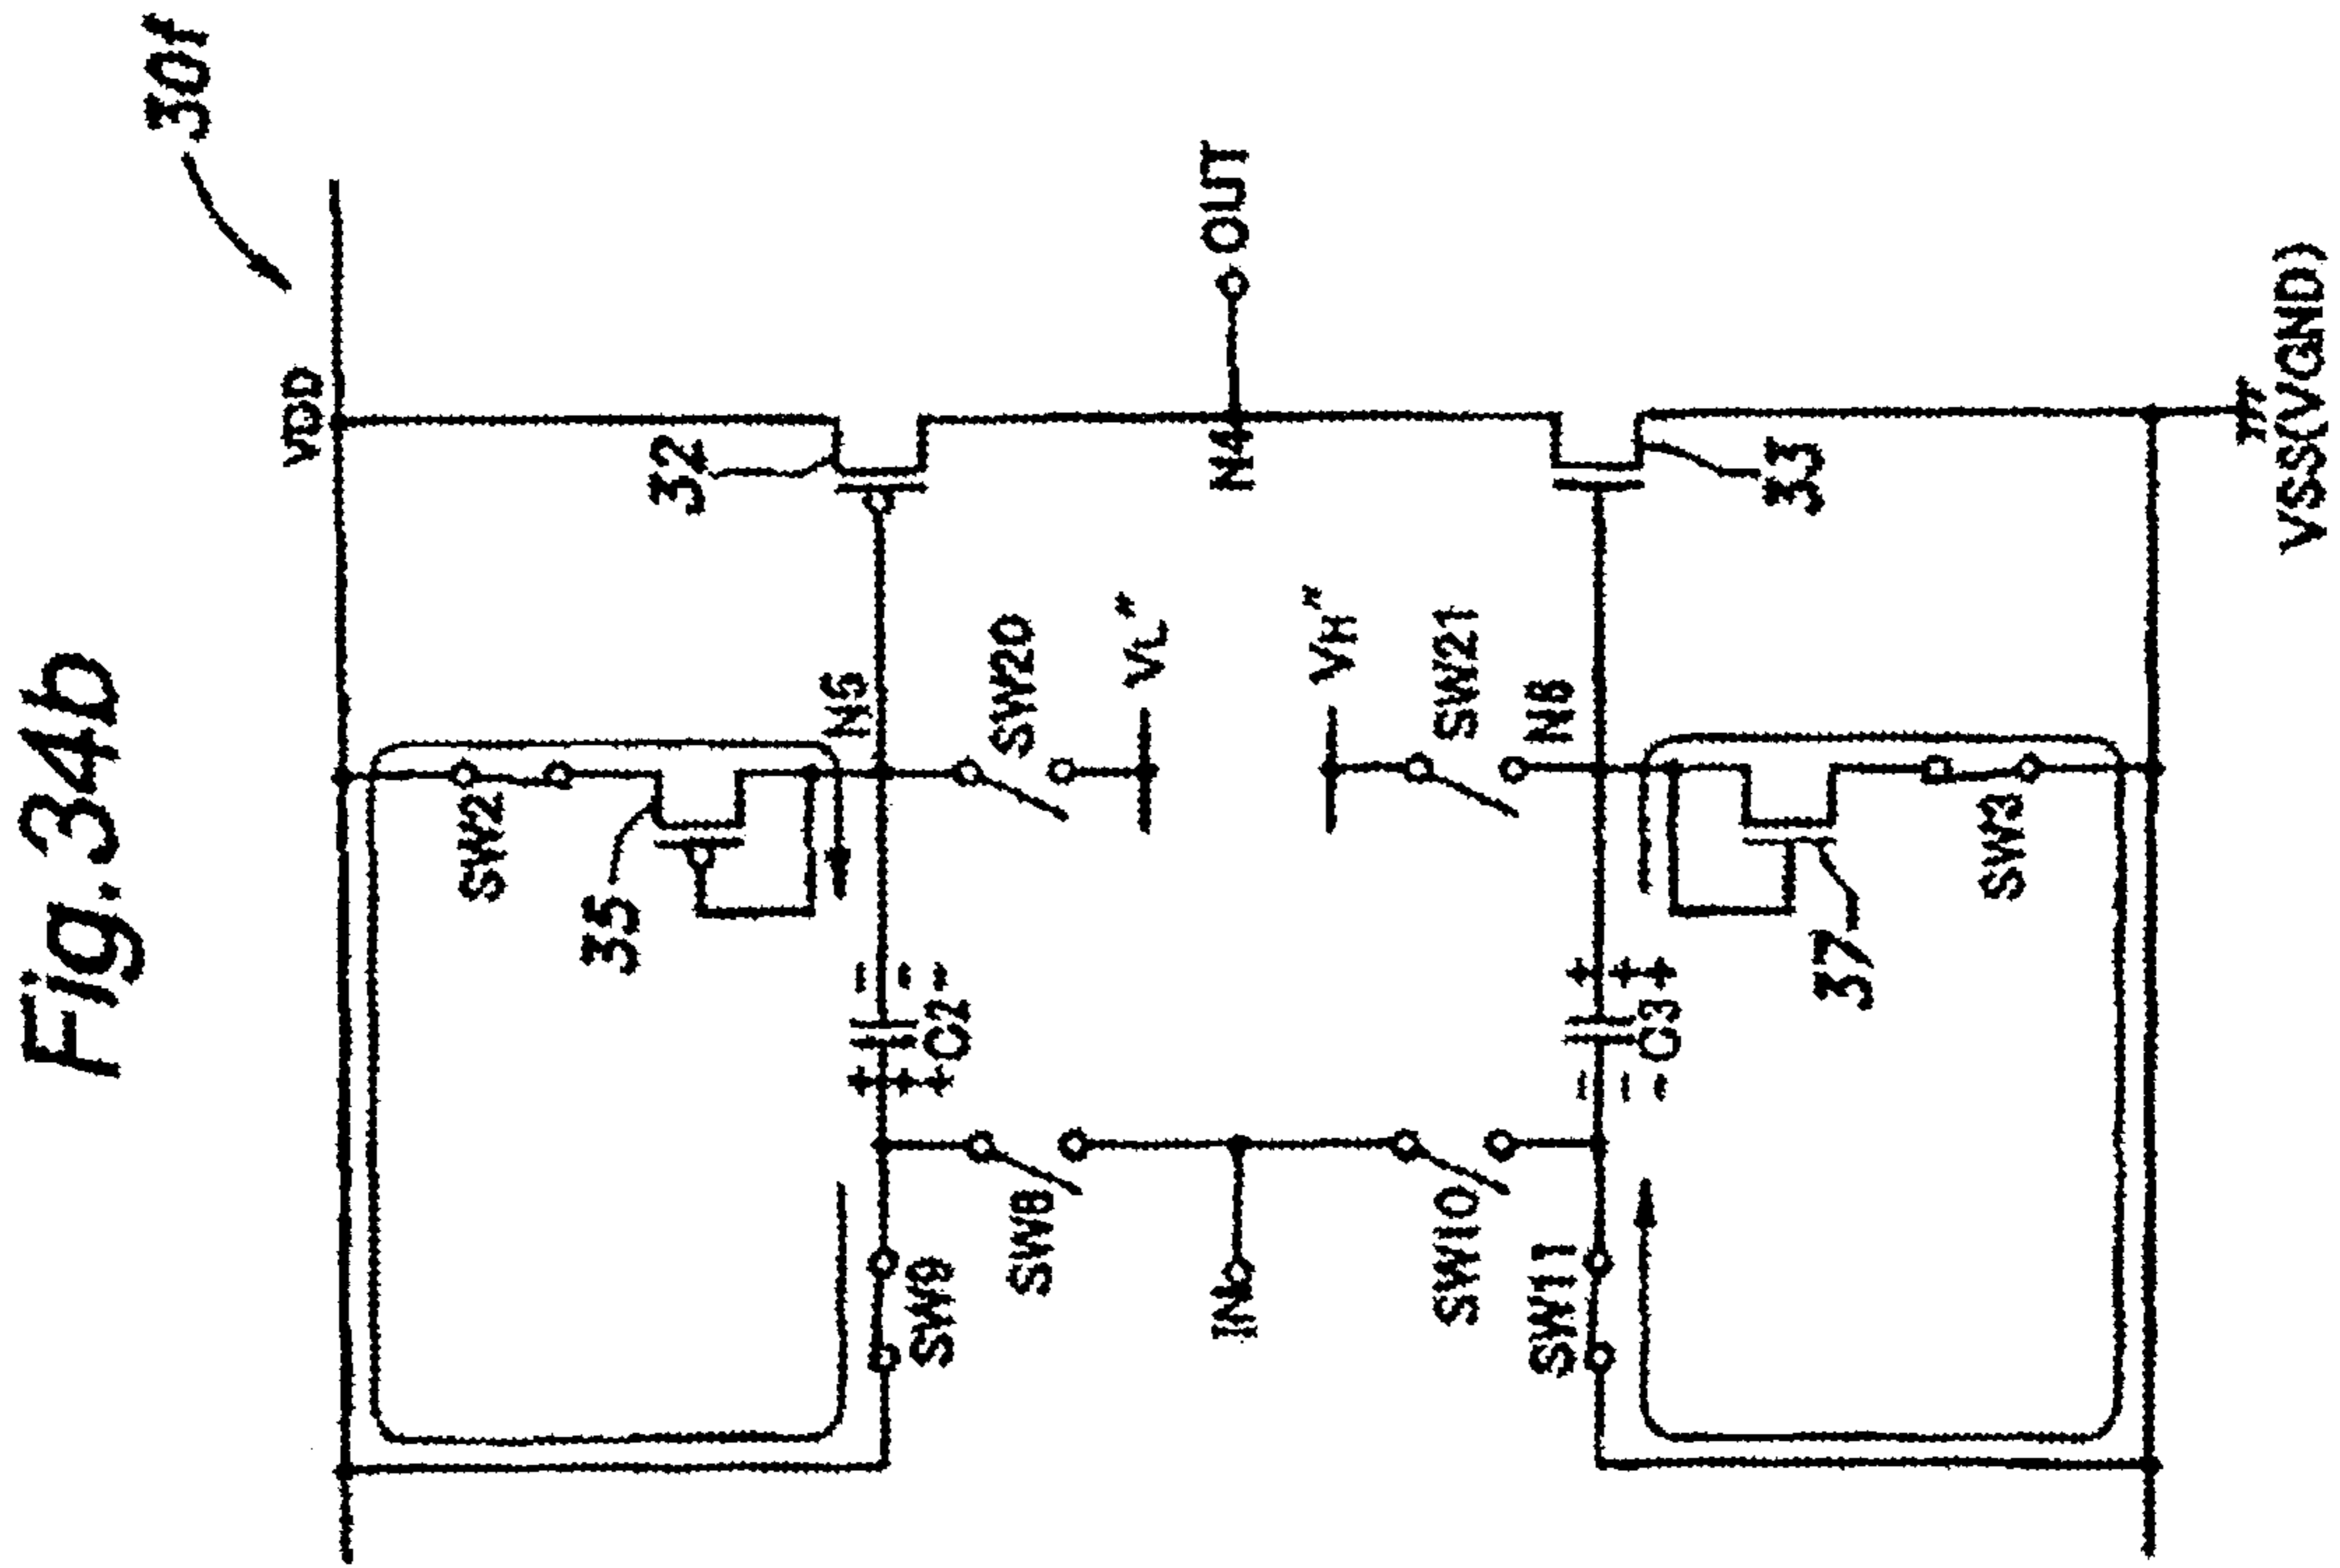 Fig. 34b
30f
VDD
SW2
35
32
N6
C2
- - -
+ + +
SW9
SW8
SW20
VL"
N4
OUT
IN
VH"
SW21
SW10
N8
SW11
C3
+ + +
- - -
37
SW3
33
VSS(VGND)